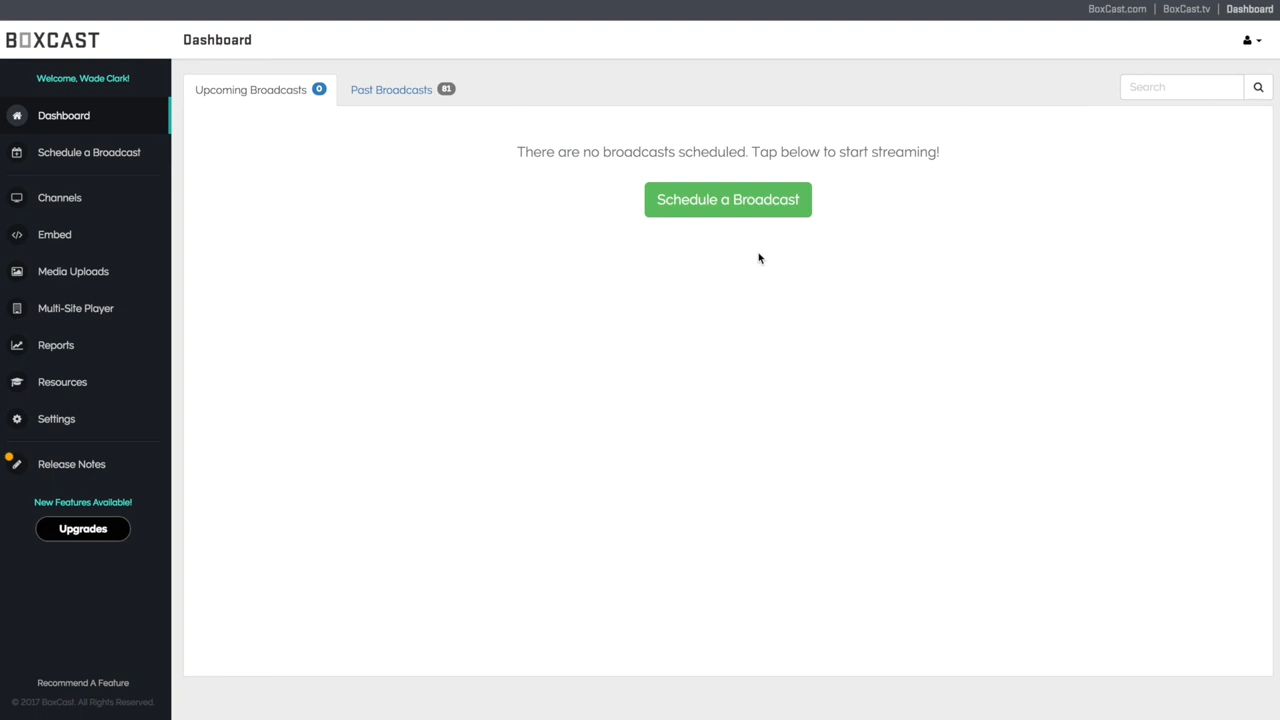 BoxCast.com | BoxCast.tv | Dashboard
BOXCAST
Dashboard
Welcome, Wade Clark!
Dashboard
Schedule a Broadcast
Channels
Embed
Media Uploads
Multi-Site Player
Reports
Resources
Settings
Release Notes
New Features Available!
Upgrades
Recommend A Feature
© 2017 BoxCast. All Rights Reserved.
Upcoming Broadcasts 0
Past Broadcasts 81
Search
There are no broadcasts scheduled. Tap below to start streaming!
Schedule a Broadcast